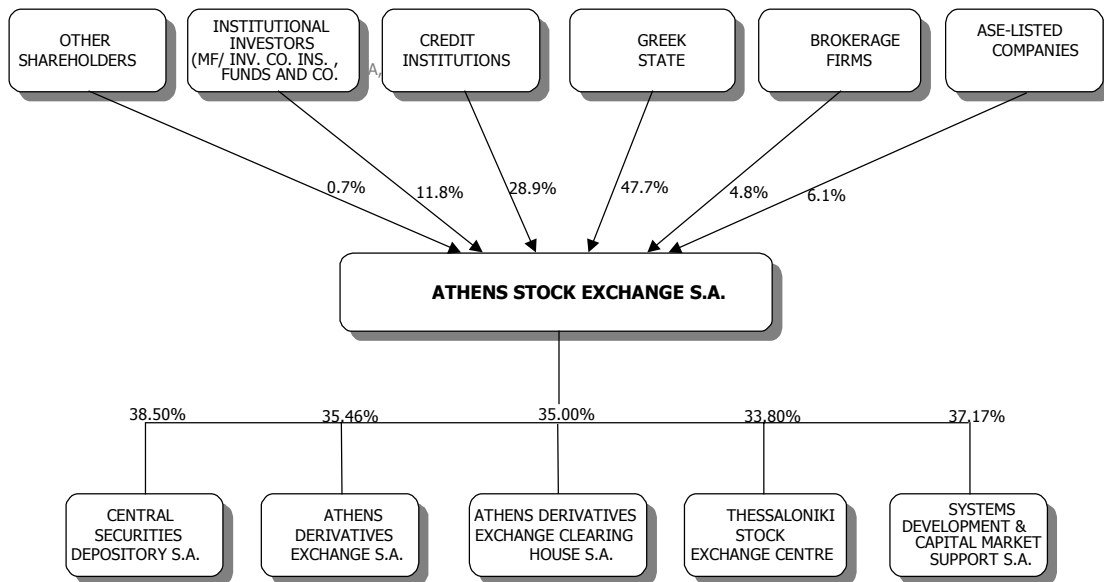 OTHER
SHAREHOLDERS
INSTITUTIONAL
INVESTORS
(MF/ INV. CO. INS. ,
FUNDS AND CO.
A,
CREDIT
INSTITUTIONS
GREEK
STATE
BROKERAGE
FIRMS
ASE-LISTED
COMPANIES
0.7%
11.8%
28.9%
47.7%
4.8%
6.1%
ATHENS STOCK EXCHANGE S.A.
38.50%
35.46%
35.00%
33.80%
37.17%
CENTRAL
SECURITIES
DEPOSITORY S.A.
ATHENS
DERIVATIVES
EXCHANGE S.A.
ATHENS DERIVATIVES
EXCHANGE CLEARING
HOUSE S.A.
THESSALONIKI
STOCK
EXCHANGE CENTRE
SYSTEMS
DEVELOPMENT &
CAPITAL MARKET
SUPPORT S.A.